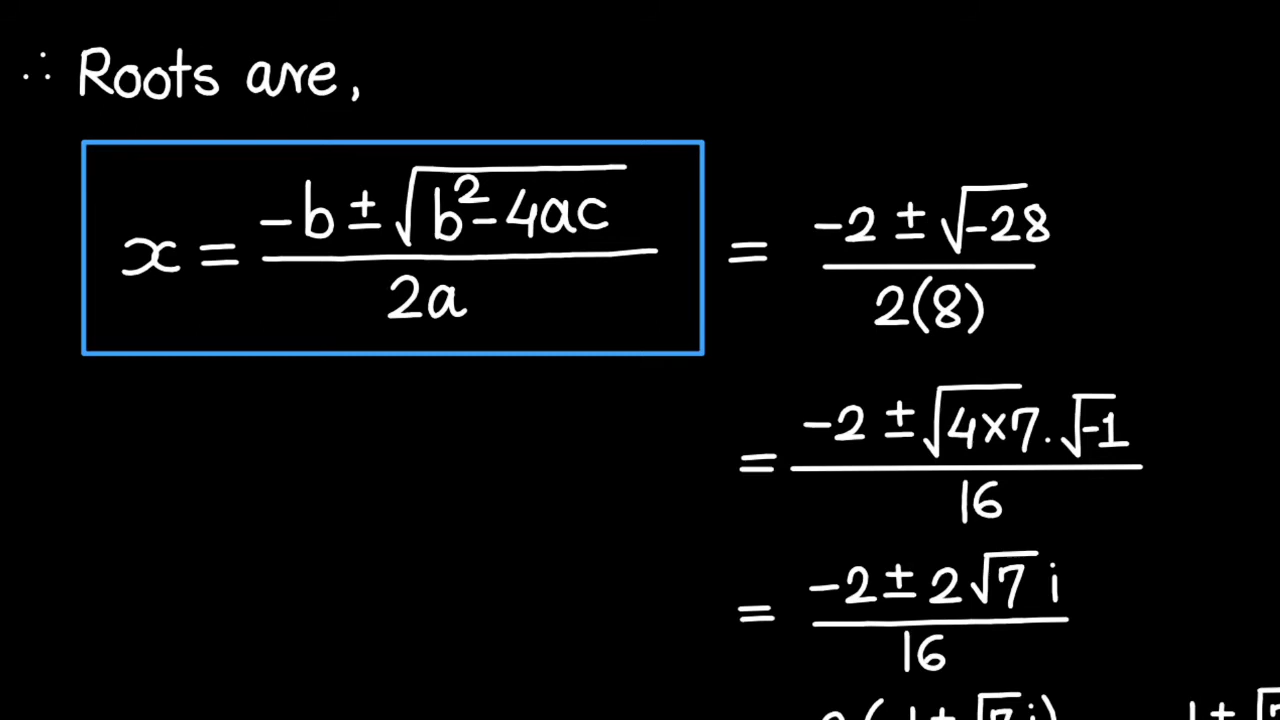 ∴ Roots are,
x = (-b ± √(b² - 4ac)) / 2a = (-2 ± √-28) / 2(8)
= (-2 ± √4×7 . √-1) / 16
= (-2 ± 2√7 i) / 16